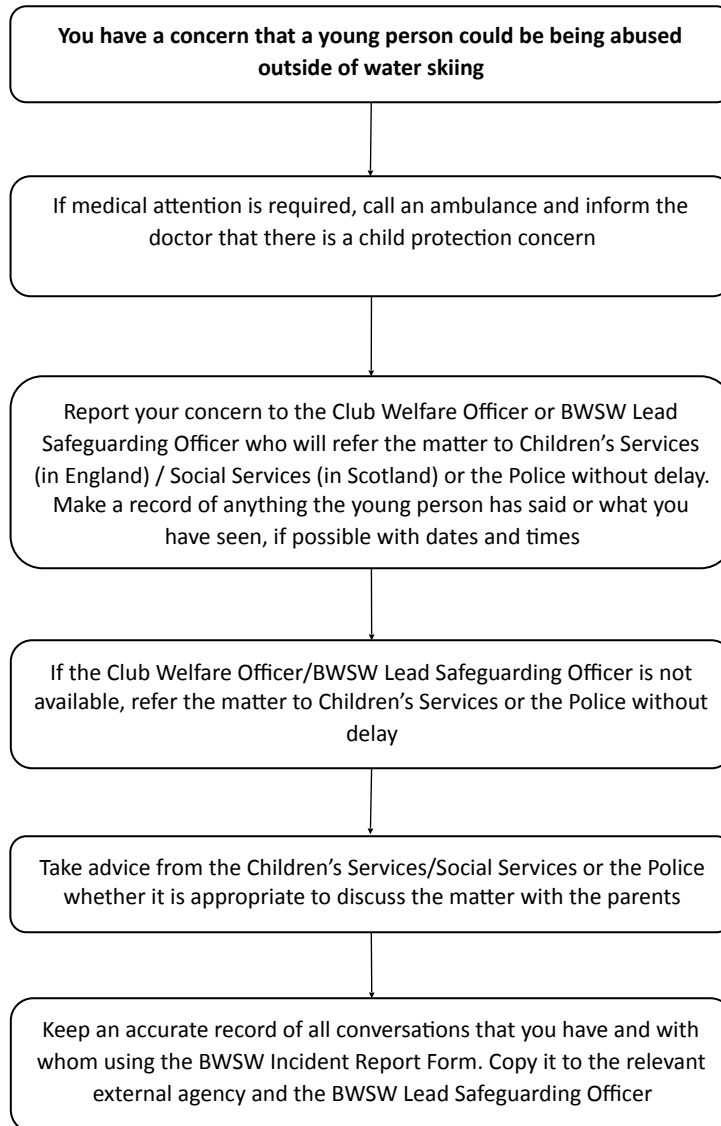 You have a concern that a young person could be being abused
outside of water skiing
If medical attention is required, call an ambulance and inform the
doctor that there is a child protection concern
Report your concern to the Club Welfare Officer or BWSW Lead
Safeguarding Officer who will refer the matter to Children’s Services
(in England) / Social Services (in Scotland) or the Police without delay.
Make a record of anything the young person has said or what you
have seen, if possible with dates and times
If the Club Welfare Officer/BWSW Lead Safeguarding Officer is not
available, refer the matter to Children’s Services or the Police without
delay
Take advice from the Children’s Services/Social Services or the Police
whether it is appropriate to discuss the matter with the parents
Keep an accurate record of all conversations that you have and with
whom using the BWSW Incident Report Form. Copy it to the relevant
external agency and the BWSW Lead Safeguarding Officer